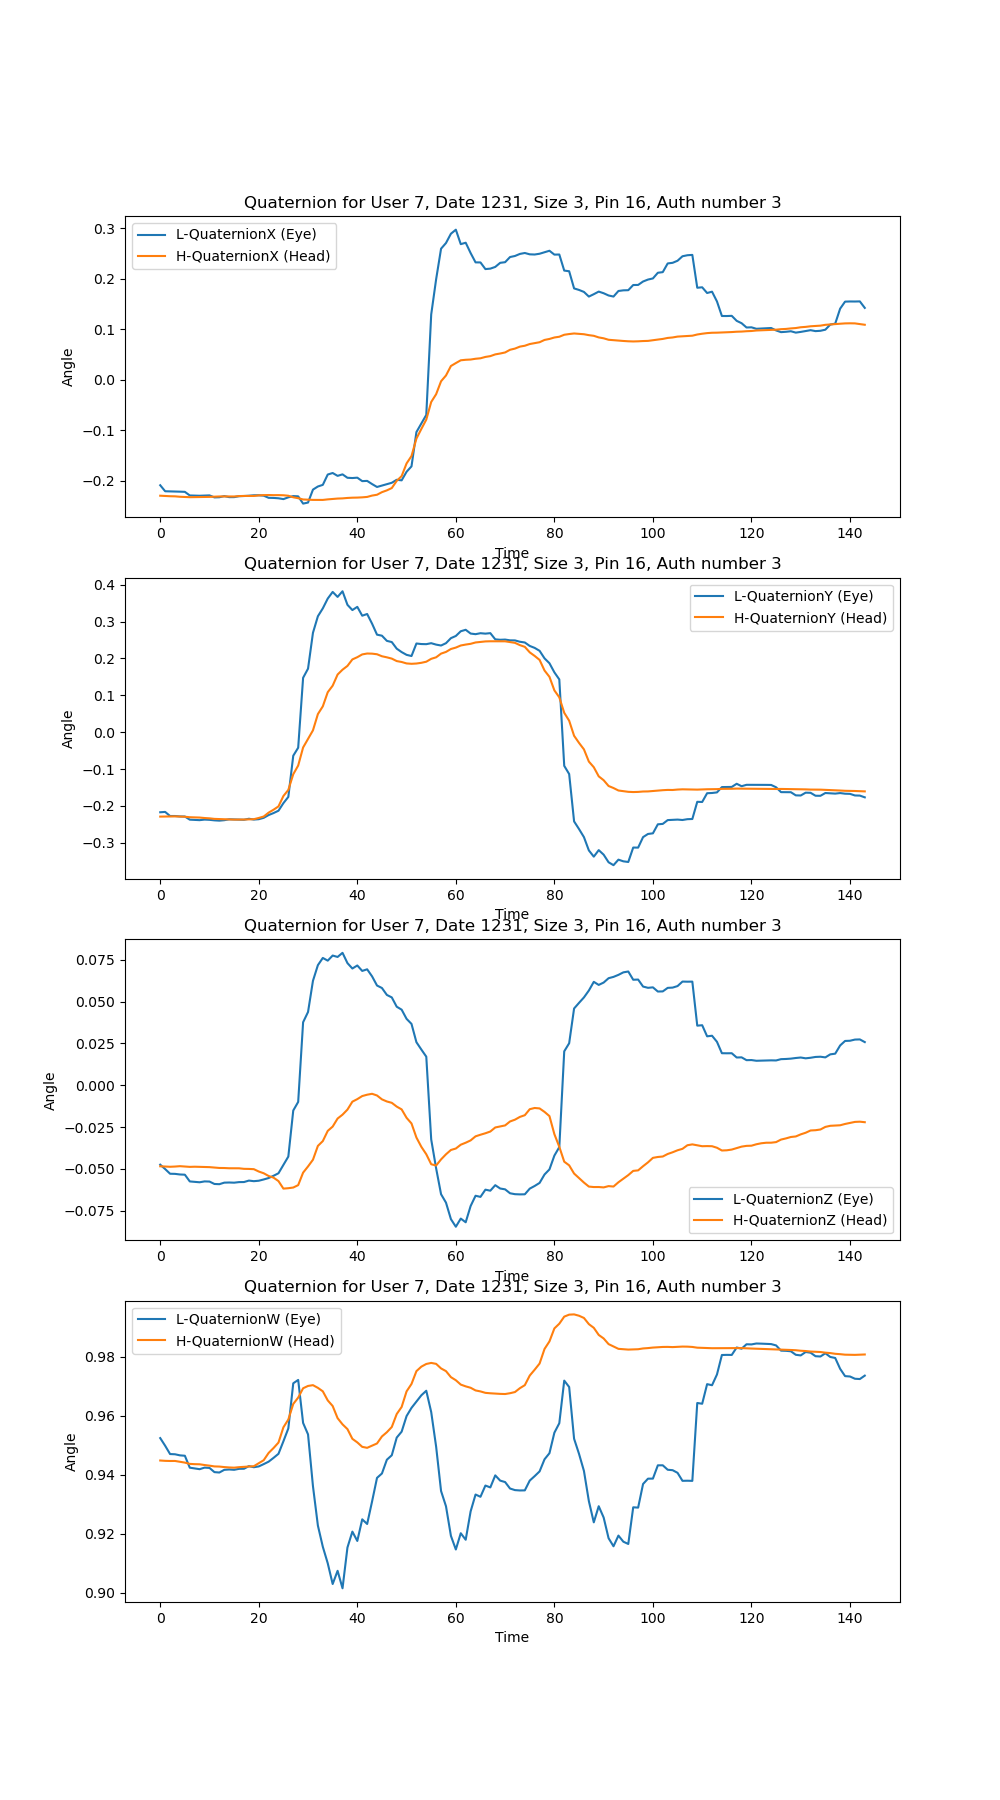 Quaternion for User 7, Date 1231, Size 3, Pin 16, Auth number 3
L-QuaternionX (Eye)
H-QuaternionX (Head)
Angle
0.3
0.2
0.1
0.0
−0.1
−0.2
0 20 40 60 80 100 120 140
Time
Quaternion for User 7, Date 1231, Size 3, Pin 16, Auth number 3
L-QuaternionY (Eye)
H-QuaternionY (Head)
Angle
0.4
0.3
0.2
0.1
0.0
−0.1
−0.2
−0.3
0 20 40 60 80 100 120 140
Time
Quaternion for User 7, Date 1231, Size 3, Pin 16, Auth number 3
Angle
0.075
0.050
0.025
0.000
−0.025
−0.050
−0.075
L-QuaternionZ (Eye)
H-QuaternionZ (Head)
0 20 40 60 80 100 120 140
Time
Quaternion for User 7, Date 1231, Size 3, Pin 16, Auth number 3
L-QuaternionW (Eye)
H-QuaternionW (Head)
Angle
0.98
0.96
0.94
0.92
0.90
0 20 40 60 80 100 120 140
Time